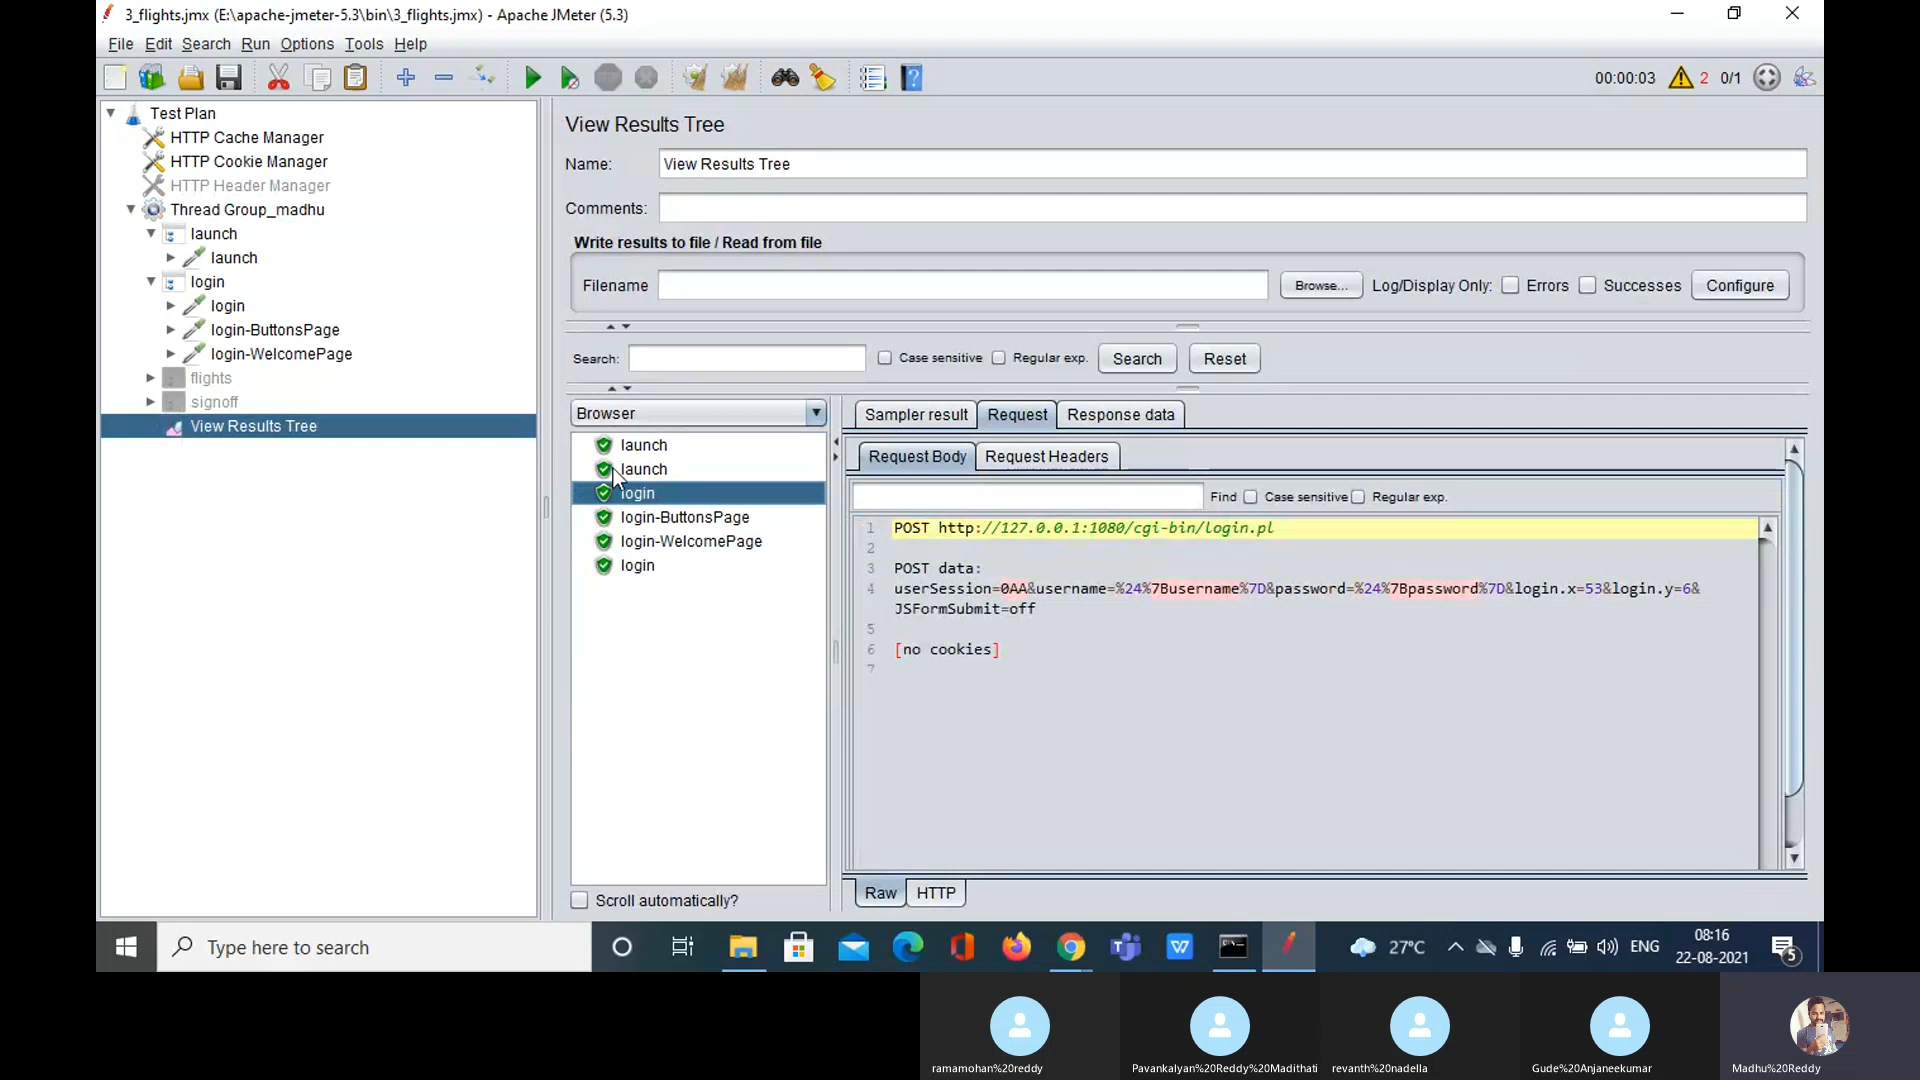 3_flights.jmx (E:\apache-jmeter-5.3\bin\3_flights.jmx) - Apache JMeter (5.3)
File Edit Search Run Options Tools Help
00:00:03 2 0/1
Test Plan
HTTP Cache Manager
HTTP Cookie Manager
HTTP Header Manager
Thread Group_madhu
launch
launch
login
login
login-ButtonsPage
login-WelcomePage
flights
signoff
View Results Tree
View Results Tree
Name: View Results Tree
Comments:
Write results to file / Read from file
Filename Browse... Log/Display Only: Errors Successes Configure
Search: Case sensitive Regular exp. Search Reset
Browser
launch
launch
login
login-ButtonsPage
login-WelcomePage
login
Scroll automatically?
Sampler result Request Response data
Request Body Request Headers
Find Case sensitive Regular exp.
1 POST http://127.0.0.1:1080/cgi-bin/login.pl
2
3 POST data:
4 userSession=0AA&username=%24%7Busername%7D&password=%24%7Bpassword%7D&login.x=53&login.y=6&
JSFormSubmit=off
5
6 [no cookies]
7
Raw HTTP
Type here to search
27°C ENG
08:16
22-08-2021
5
ramamohan%20reddy
Pavankalyan%20Reddy%20Madithati
revanth%20nadella
Gude%20Anjaneekumar
Madhu%20Reddy